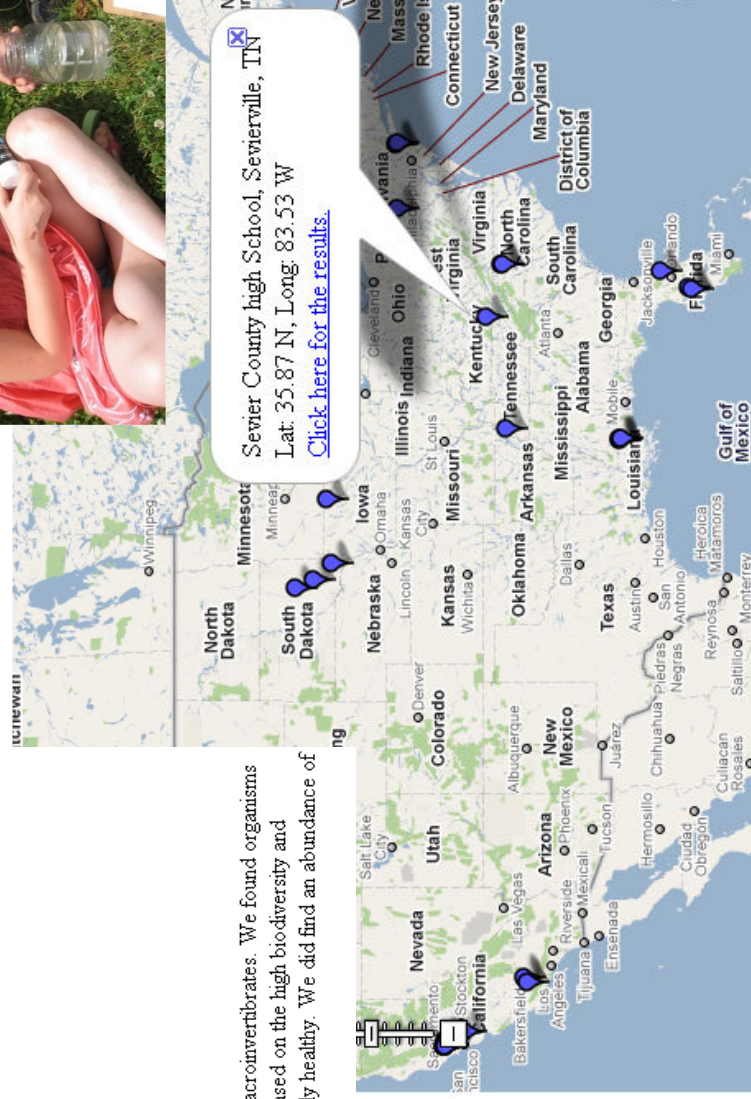 Sevier County high School, Sevierville, TN
Lat: 35.87 N, Long: 83.53 W
Click here for the results.
acroinvertibrates. We found organisms
ased on the high biodiversity and
ly healthy. We did find an abundance of
Winnipeg
North
Dakota
Minnesota
South
Dakota
Iowa
Nebraska
Omaha
Lincoln
Kansas
City
Illinois
Indiana
Ohio
Cleveland
St Louis
Missouri
Kansas
Wichita
Kentucky
Virginia
Tennessee
North
Carolina
South
Carolina
Arkansas
Oklahoma
Mississippi
Alabama
Atlanta
Georgia
Dallas
Texas
Austin
Houston
San
Antonio
Louisian
Mobile
Jacksonville
Miami
Gulf of
Mexico
Connecticut
New Jersey
Delaware
Maryland
District of
Columbia
Salt Lake
City
Utah
Nevada
Denver
Colorado
Stockton
California
Las Vegas
Bakersfield
Los
Angeles
Riverside
Mexicali
Tijuana
Ensenada
Arizona
Phoenix
Tucson
Albuquerque
New
Mexico
Juárez
Chihuahua
Hermosillo
Ciudad
Obregón
Culiacan
Rosales
Piedras
Negras
Reynosa
Heroica
Matamoros
Saltillo
Monterrey